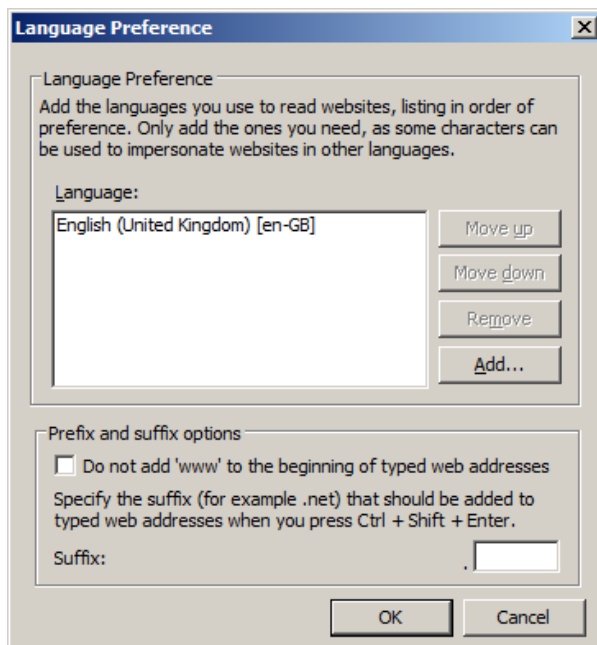 Language Preference
Language Preference
Add the languages you use to read websites, listing in order of
preference. Only add the ones you need, as some characters can
be used to impersonate websites in other languages.
Language:
English (United Kingdom) [en-GB]
Move up
Move down
Remove
Add...
Prefix and suffix options
Do not add 'www' to the beginning of typed web addresses
Specify the suffix (for example .net) that should be added to
typed web addresses when you press Ctrl + Shift + Enter.
Suffix: .
OK Cancel